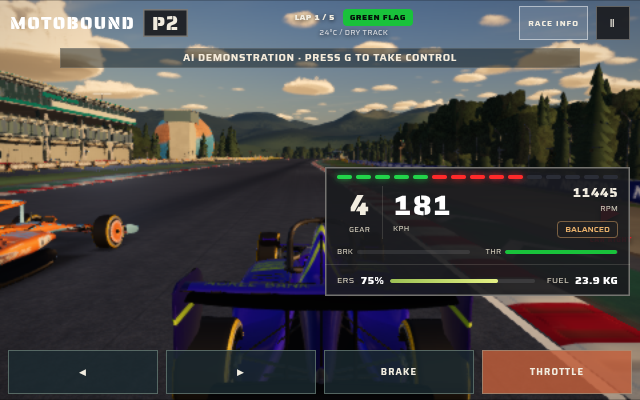 MOTOBOUND P2
LAP 1 / 5 GREEN FLAG
24°C / DRY TRACK
RACE INFO
AI DEMONSTRATION · PRESS G TO TAKE CONTROL
4
GEAR
181
KPH
11445
RPM
BALANCED
BRK THR
ERS 75% FUEL 23.9 KG
BRAKE
THROTTLE